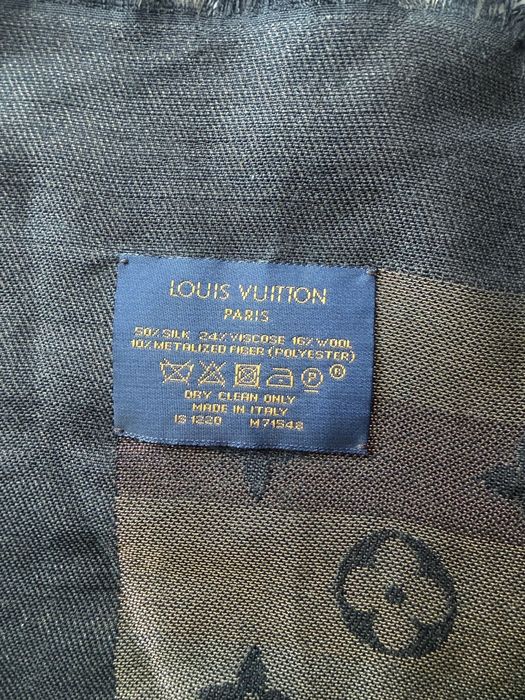 LOUIS VUITTON
PARIS
50% SILK 24% VISCOSE 16% WOOL
10% METALIZED FIBER (POLYESTER)
P ®
DRY CLEAN ONLY
MADE IN ITALY
IS 1220 M71548